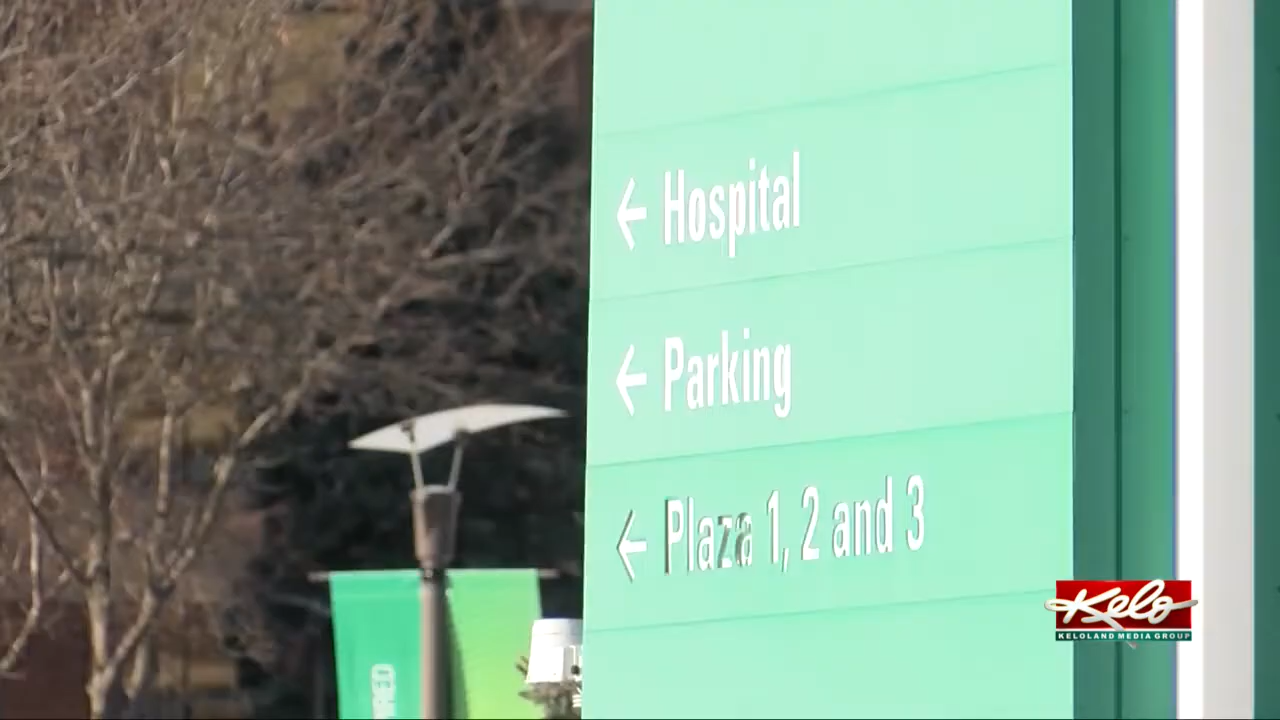 ← Hospital
← Parking
← Plaza 1, 2 and 3
Kelo
KELOLAND MEDIA GROUP